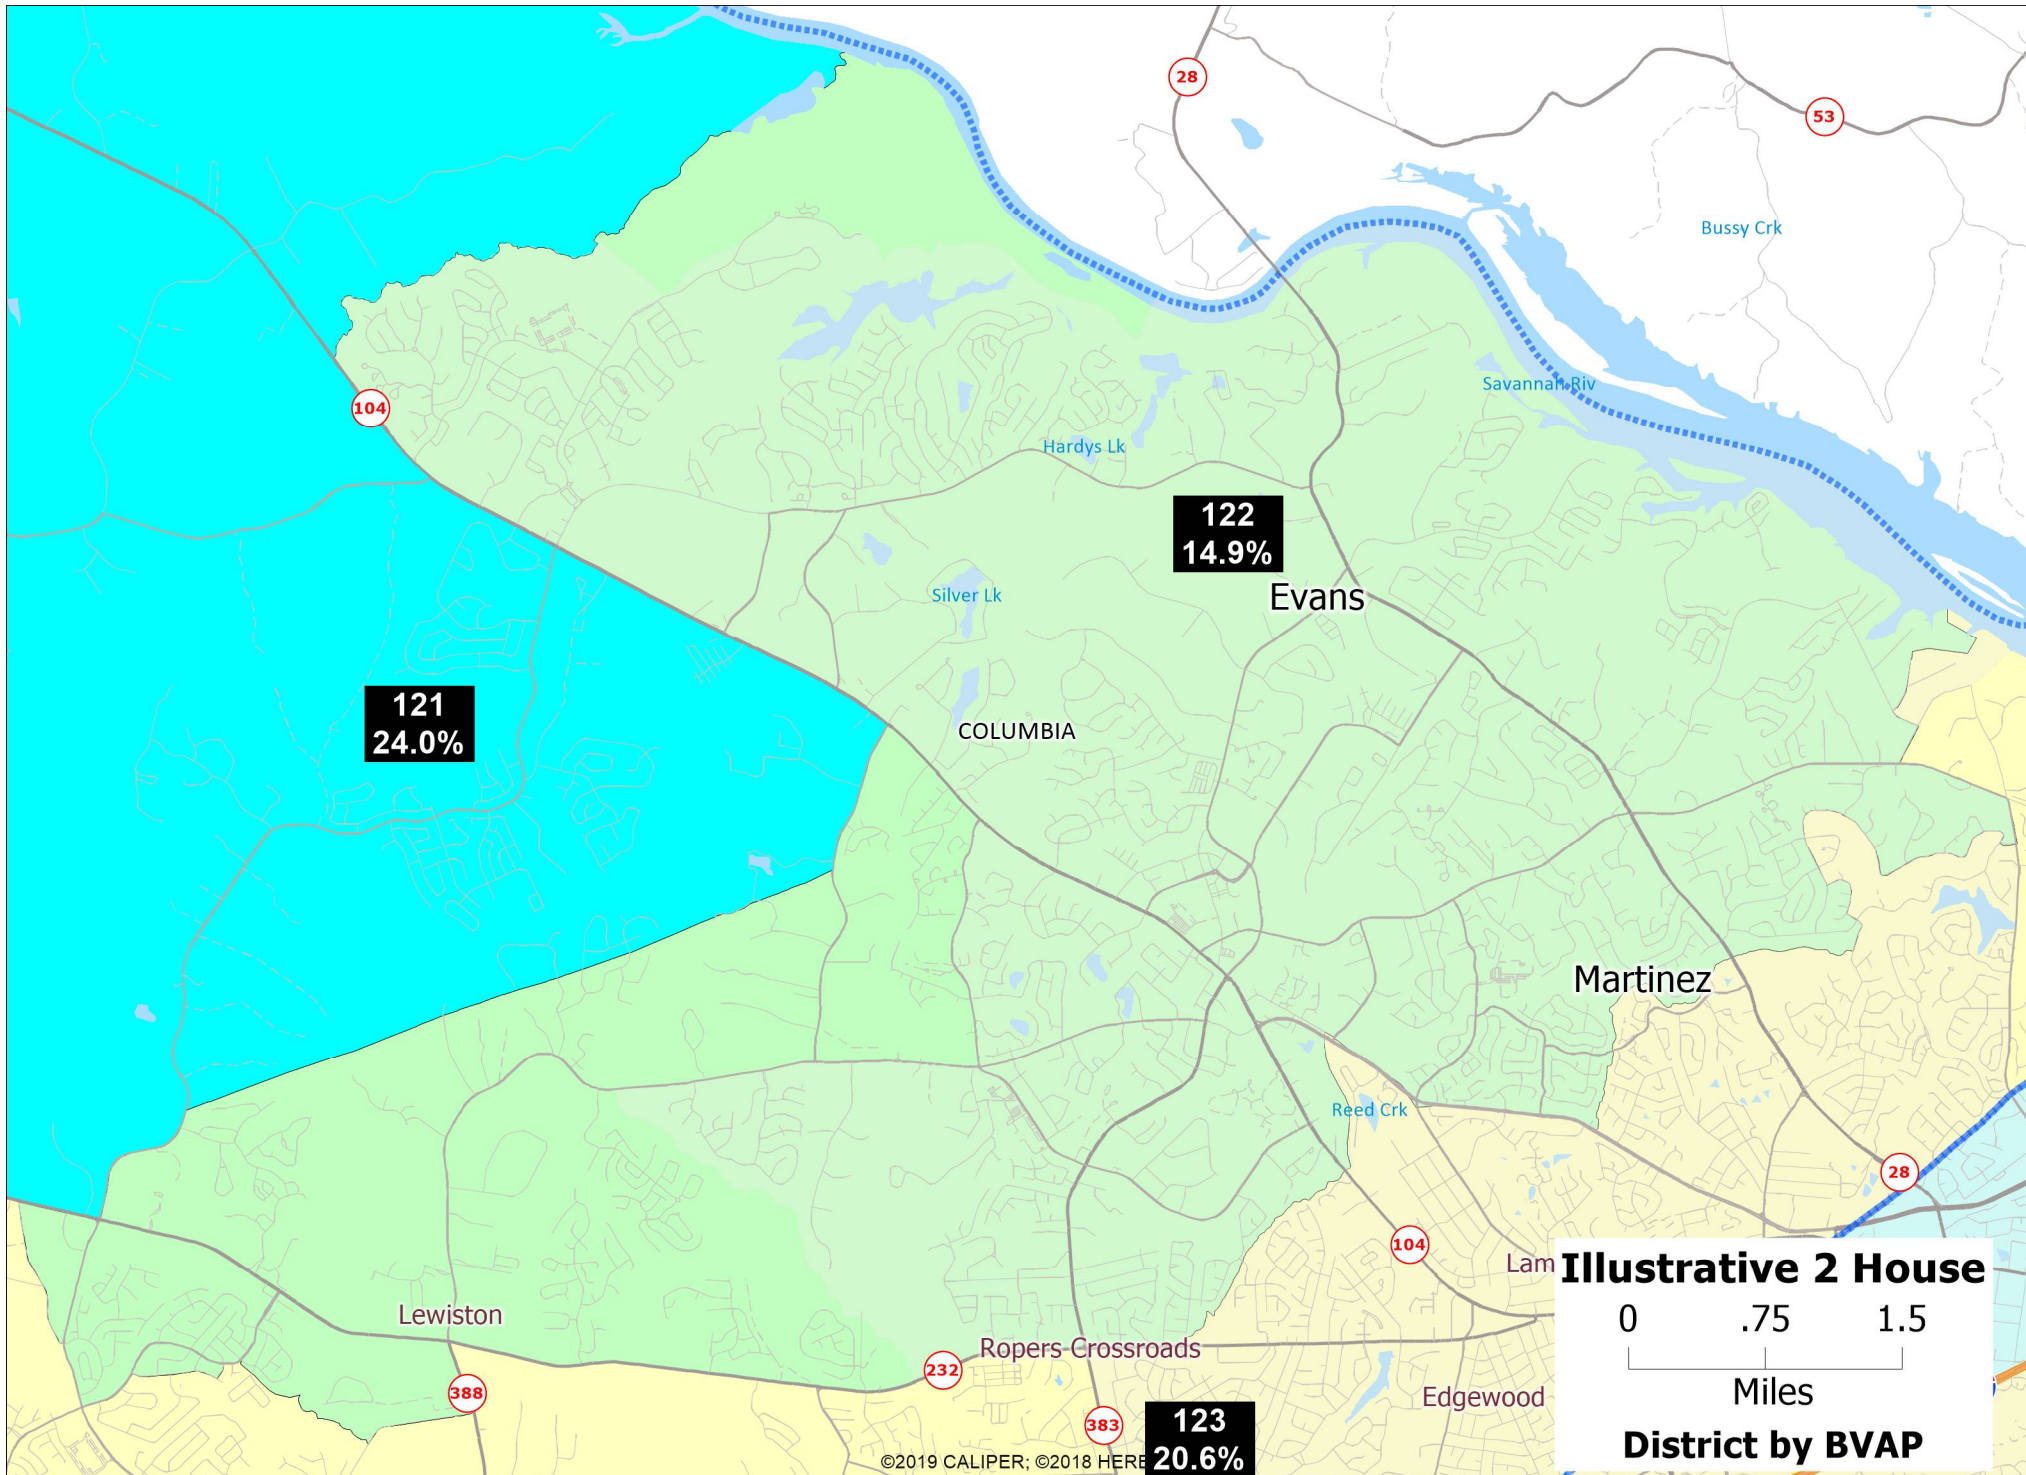 28
53
Bussy Crk
Savannah Riv
104
Hardys Lk
122
14.9%
Evans
Silver Lk
121
24.0%
COLUMBIA
Martinez
Reed Crk
28
104
Lam
Lewiston
Ropers Crossroads
232
388
383
Edgewood
123
20.6%
©2019 CALIPER; ©2018 HERE
Illustrative 2 House
0 .75 1.5
Miles
District by BVAP